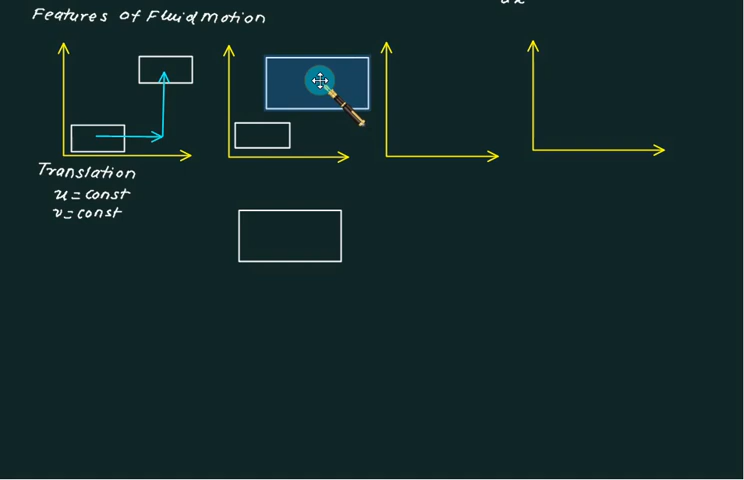 Features of Fluid Motion
Translation
u = const
v = const